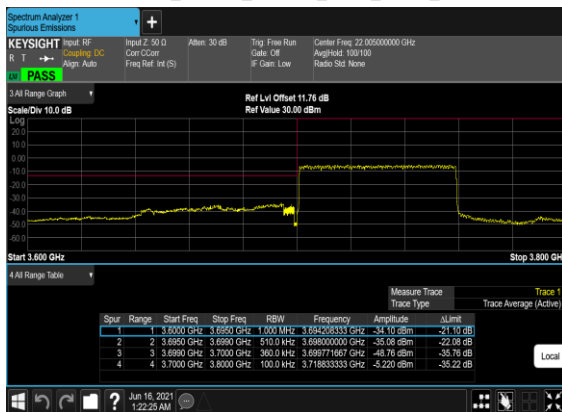 Spectrum Analyzer 1
Spurious Emissions
+
KEYSIGHT Input: RF Input Z: 50 Ω Atten: 30 dB Trig: Free Run Center Freq: 22.005000000 GHz
R T Coupling: DC Corr CCorr Gate: Off Avg|Hold: 100/100
Align: Auto Freq Ref: Int (S) IF Gain: Low Radio Std: None
PASS
3 All Range Graph
Ref Lvl Offset 11.76 dB
Scale/Div 10.0 dB Ref Value 30.00 dBm
Log
20.0
10.0
0.00
-10.0
-20.0
-30.0
-40.0
-50.0
-60.0
Start 3.600 GHz Stop 3.800 GH
4 All Range Table
Measure Trace Trace 1
Trace Type Trace Average (Active)
Spur Range Start Freq Stop Freq RBW Frequency Amplitude ΔLimit
1 1 3.6000 GHz 3.6950 GHz 1.000 MHz 3.694208333 GHz -34.10 dBm -21.10 dB
2 2 3.6950 GHz 3.6990 GHz 510.0 kHz 3.698000000 GHz -35.08 dBm -22.08 dB
3 3 3.6990 GHz 3.7000 GHz 360.0 kHz 3.699771667 GHz -48.76 dBm -35.76 dB
4 4 3.7000 GHz 3.8000 GHz 100.0 kHz 3.718833333 GHz -5.220 dBm -35.22 dB
Local
? Jun 16, 2021
1:22:25 AM